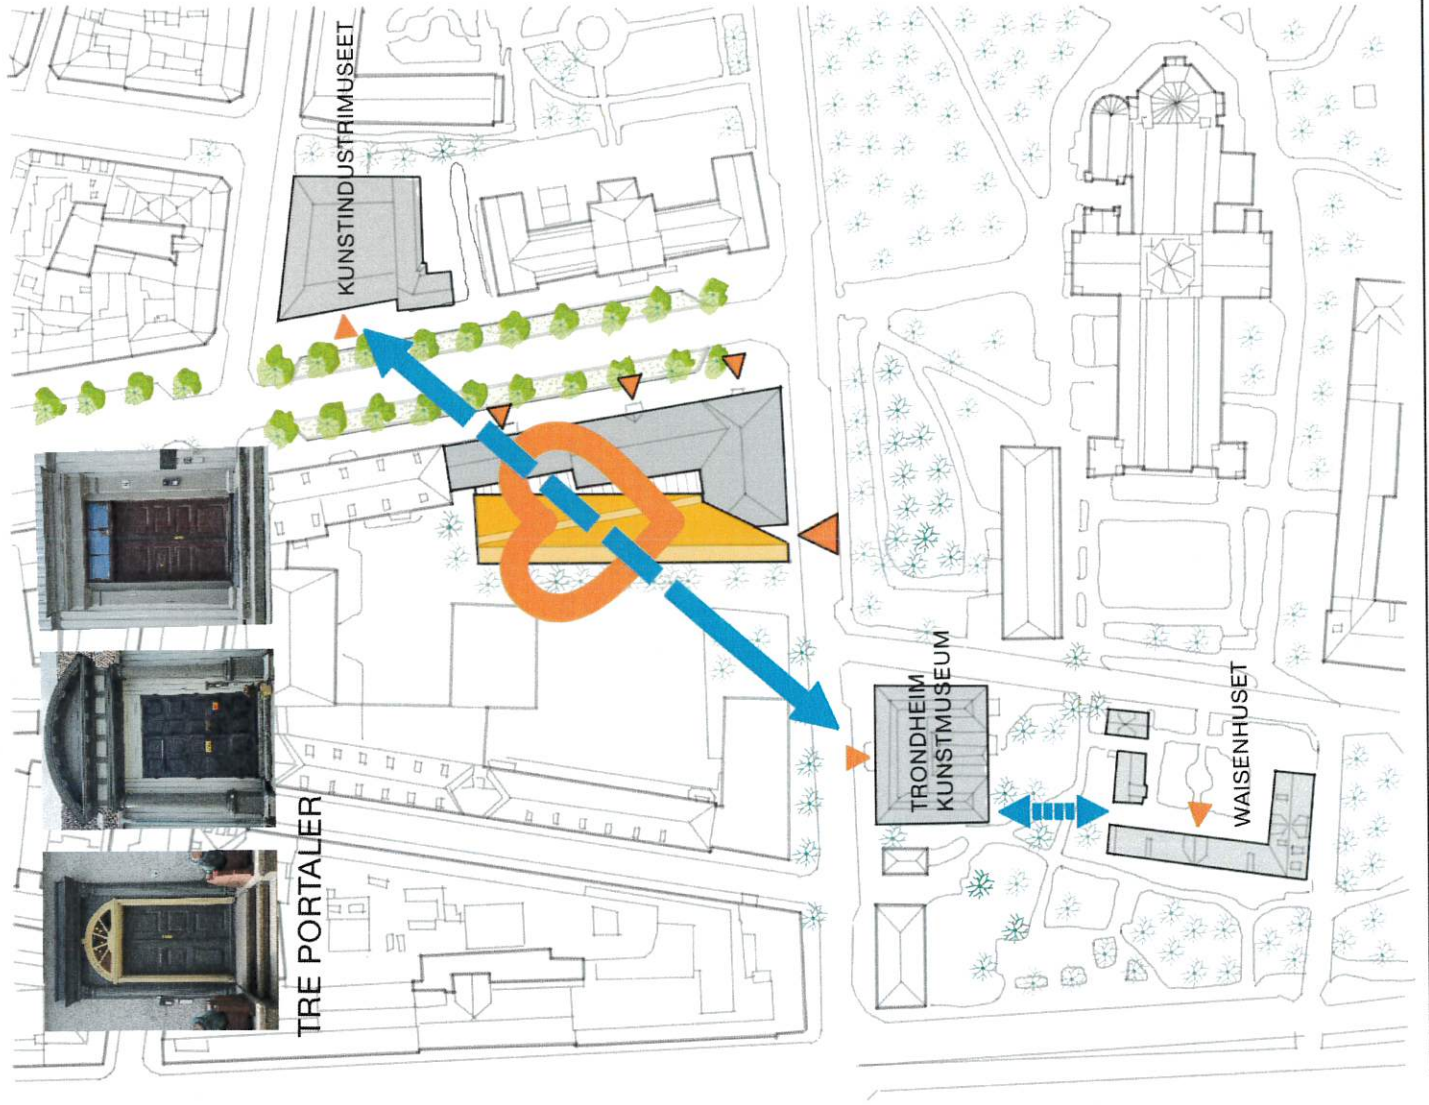 TRE PORTALER
KUNSTINDUSTRIMUSEET
TRONDHEIM
KUNSTMUSEUM
WAISENHUSET